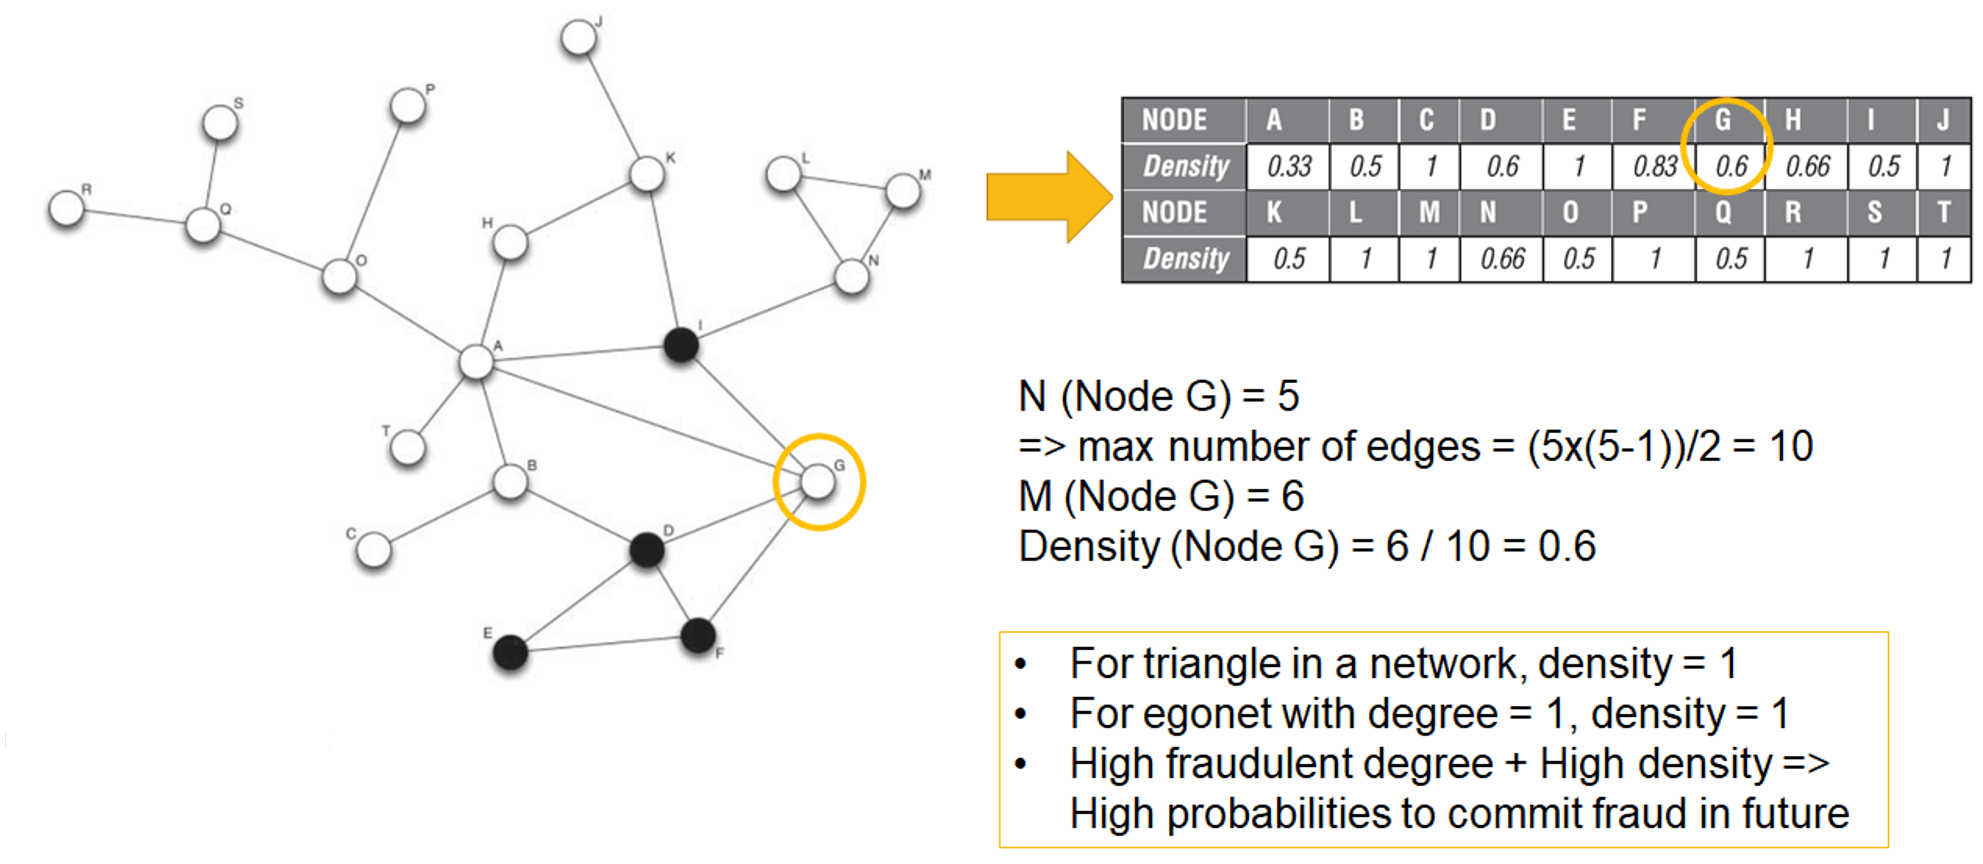 J
P
S
K
L
M
R
Q
H
O
N
I
A
T
B
G
C
D
E
F
NODE A B C D E F G H I J
Density 0.33 0.5 1 0.6 1 0.83 0.6 0.66 0.5 1
NODE K L M N O P Q R S T
Density 0.5 1 1 0.66 0.5 1 0.5 1 1 1
N (Node G) = 5
=> max number of edges = (5x(5-1))/2 = 10
M (Node G) = 6
Density (Node G) = 6 / 10 = 0.6
• For triangle in a network, density = 1
• For egonet with degree = 1, density = 1
• High fraudulent degree + High density =>
High probabilities to commit fraud in future